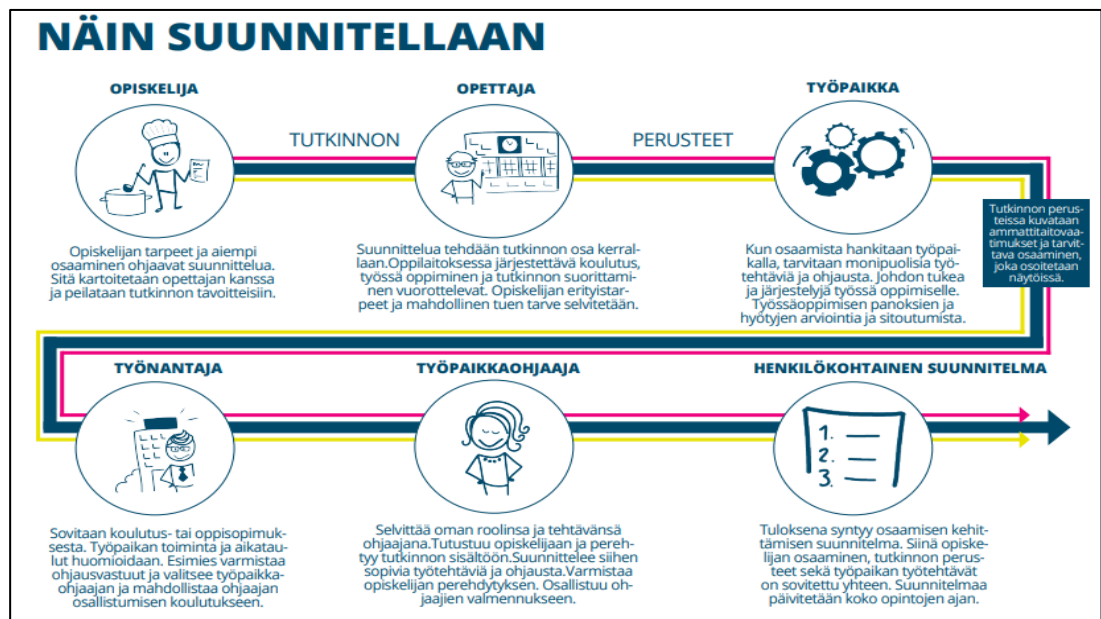 NÄIN SUUNNITELLAAN
OPISKELIJA
Opiskelijan tarpeet ja aiempi
osaaminen ohjaavat suunnittelua.
Sitä kartoitetaan opettajan kanssa
ja peilataan tutkinnon tavoitteisiin.
TUTKINNON
OPETTAJA
Suunnittelua tehdään tutkinnon osa kerral-
laan.Oppilaitoksessa järjestettävä koulutus,
työssä oppiminen ja tutkinnon suorittami-
nen vuorottelevat. Opiskelijan erityistar-
peet ja mahdollinen tuen tarve selvitetään.
PERUSTEET
TYÖPAIKKA
Kun osaamista hankitaan työpai-
kalla, tarvitaan monipuolisia työ-
tehtäviä ja ohjausta. Johdon tukea
ja järjestelyjä työssä oppimiselle.
Työssäoppimisen panoksien ja
hyötyjen arviointia ja sitoutumista.
Tutkinnon perus-
teissa kuvataan
ammattitaitovaa-
timukset ja tarvit-
tava osaaminen,
joka osoitetaan
näytöissä.
TYÖNANTAJA
Sovitaan koulutus- tai oppisopimuk-
sesta. Työpaikan toiminta ja aikatau-
lut huomioidaan. Esimies varmistaa
ohjausvastuut ja valitsee työpaikka-
ohjaajan ja mahdollistaa ohjaajan
osallistumisen koulutukseen.
TYÖPAIKKAOHJAAJA
Selvittää oman roolinsa ja tehtävänsä
ohjaajana.Tutustuu opiskelijaan ja pereh-
tyy tutkinnon sisältöön.Suunnittelee siihen
sopivia työtehtäviä ja ohjausta.Varmistaa
opiskelijan perehdytyksen. Osallistuu oh-
jaajien valmennukseen.
HENKILÖKOHTAINEN SUUNNITELMA
1.
2.
3.
Tuloksena syntyy osaamisen kehit-
tämisen suunnitelma. Siinä opiske-
lijan osaaminen, tutkinnon perus-
teet sekä työpaikan työtehtävät
on sovitettu yhteen. Suunnitelmaa
päivitetään koko opintojen ajan.